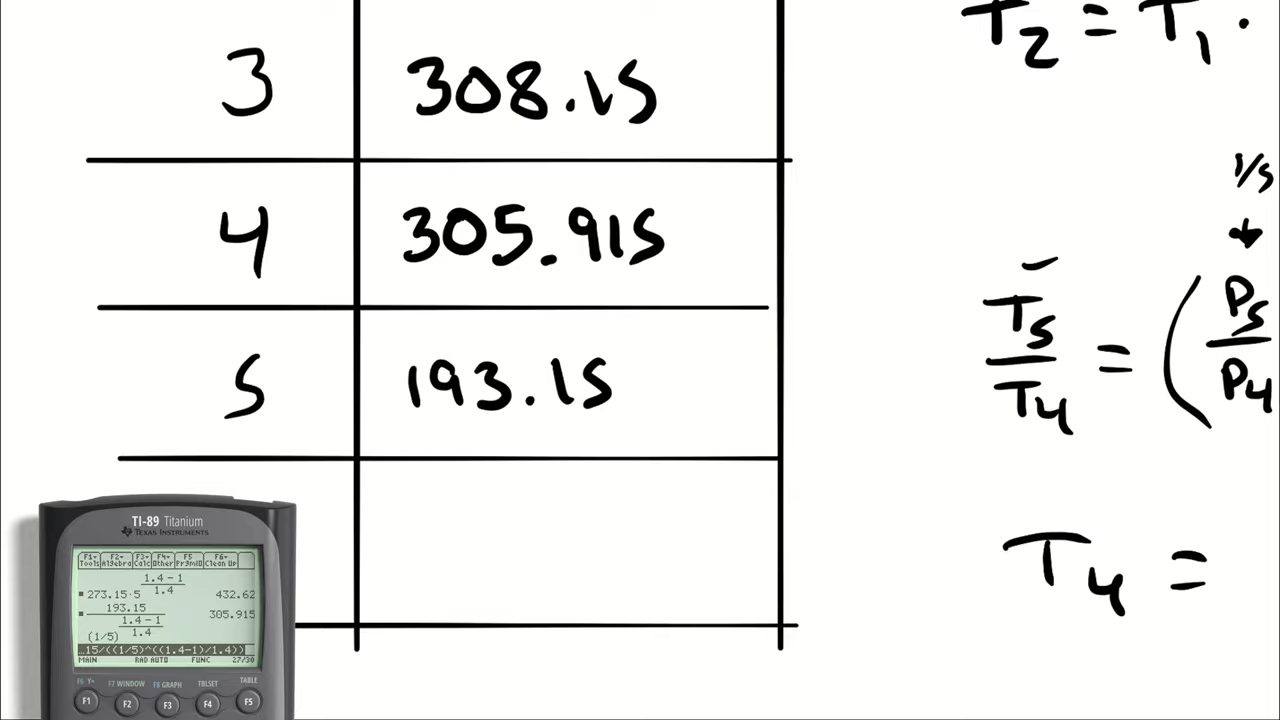 T₂ = T₁ ·
3 308.15
4 305.915
5 193.15
1/5
T₅/T₄ = (P₅/P₄
T₄ =
TI-89 Titanium
TEXAS INSTRUMENTS
F1▾ F2▾ F3▾ F4▾ F5 F6▾
Tools Algebra Calc Other PrgmIO Clean Up
273.15·5^((1.4 - 1)/1.4) 432.62
193.15/(1/5)^((1.4 - 1)/1.4) 305.915
.15/((1/5)^((1.4-1)/1.4))
MAIN RAD AUTO FUNC 27/30
F6 Y= F7 WINDOW F8 GRAPH TBLSET TABLE
F1 F2 F3 F4 F5